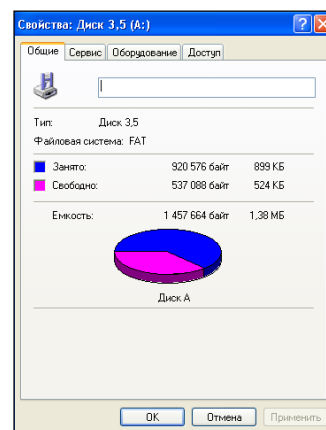 Свойства: Диск 3,5 (A:)
Общие Сервис Оборудование Доступ
Тип: Диск 3,5
Файловая система: FAT
Занято: 920 576 байт 899 КБ
Свободно: 537 088 байт 524 КБ
Емкость: 1 457 664 байт 1,38 МБ
Диск A
OK Отмена Применить